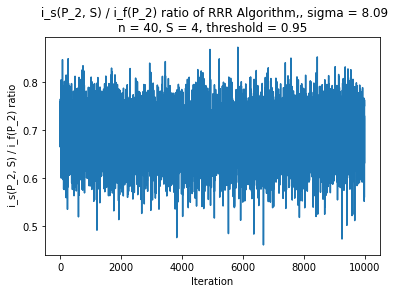 i_s(P_2, S) / i_f(P_2) ratio of RRR Algorithm,, sigma = 8.09
n = 40, S = 4, threshold = 0.95
i_s(P_2, S) / i_f(P_2) ratio
0.8
0.7
0.6
0.5
0
2000
4000
6000
8000
10000
Iteration